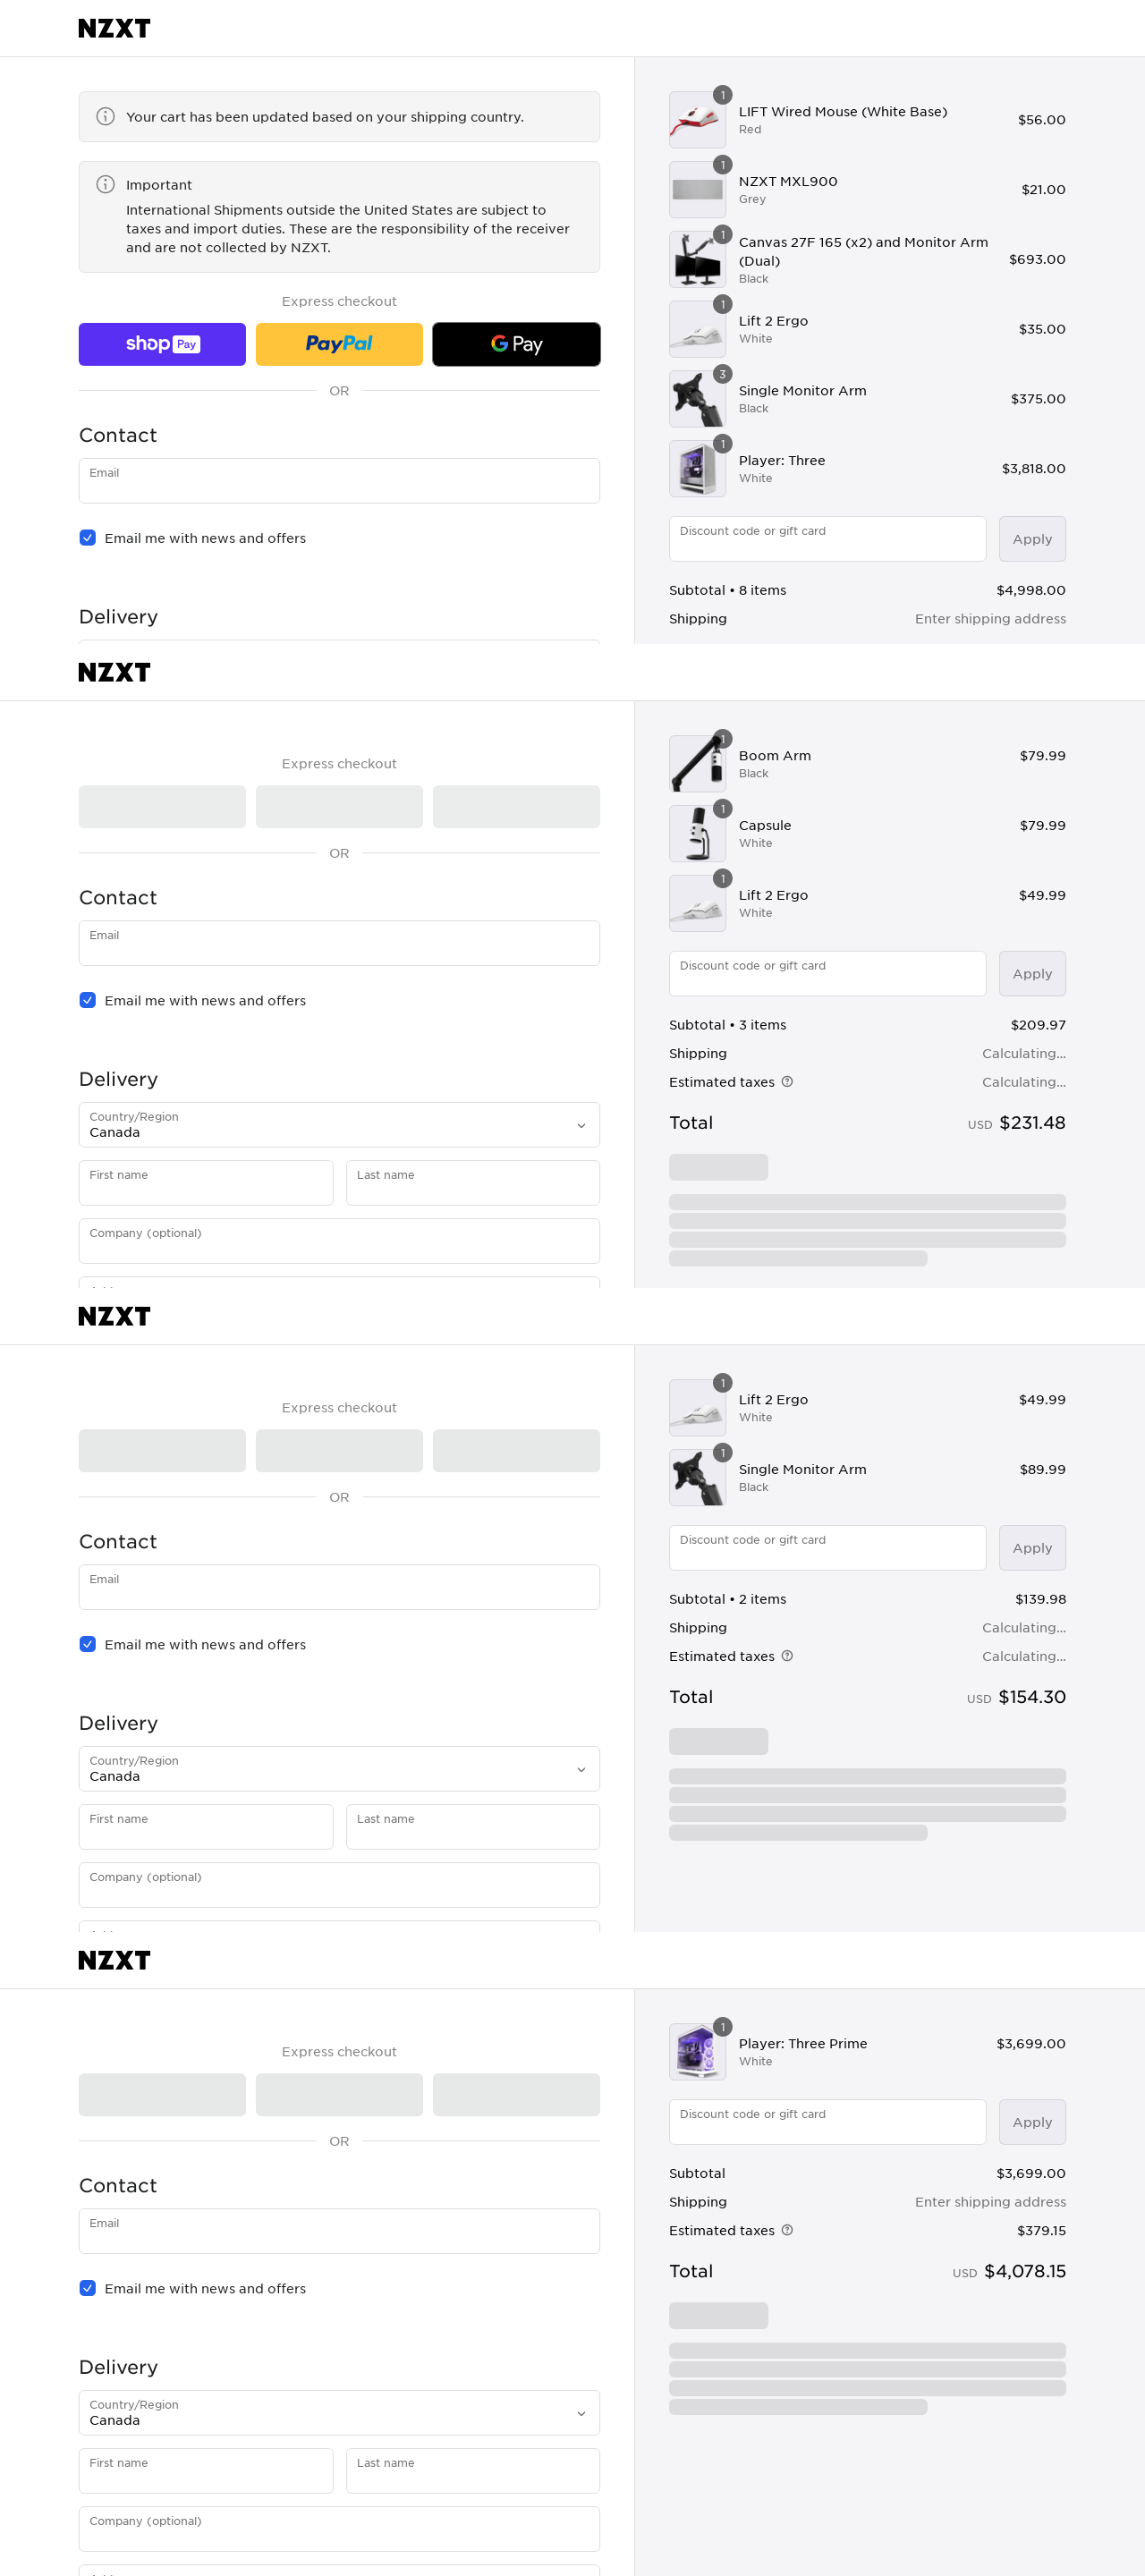 NZXT
Your cart has been updated based on your shipping country.
Important
International Shipments outside the United States are subject to
taxes and import duties. These are the responsibility of the receiver
and are not collected by NZXT.
Express checkout
shop Pay
PayPal
G Pay
OR
Contact
Email
Email me with news and offers
Delivery
1
LIFT Wired Mouse (White Base)
Red
$56.00
1
NZXT MXL900
Grey
$21.00
1
Canvas 27F 165 (x2) and Monitor Arm
(Dual)
Black
$693.00
1
Lift 2 Ergo
White
$35.00
3
Single Monitor Arm
Black
$375.00
1
Player: Three
White
$3,818.00
Discount code or gift card
Apply
Subtotal • 8 items
$4,998.00
Shipping
Enter shipping address
NZXT
Express checkout
OR
Contact
Email
Email me with news and offers
Delivery
Country/Region
Canada
First name
Last name
Company (optional)
1
Boom Arm
Black
$79.99
1
Capsule
White
$79.99
1
Lift 2 Ergo
White
$49.99
Discount code or gift card
Apply
Subtotal • 3 items
$209.97
Shipping
Calculating...
Estimated taxes
Calculating...
Total
USD $231.48
NZXT
Express checkout
OR
Contact
Email
Email me with news and offers
Delivery
Country/Region
Canada
First name
Last name
Company (optional)
1
Lift 2 Ergo
White
$49.99
1
Single Monitor Arm
Black
$89.99
Discount code or gift card
Apply
Subtotal • 2 items
$139.98
Shipping
Calculating...
Estimated taxes
Calculating...
Total
USD $154.30
NZXT
Express checkout
OR
Contact
Email
Email me with news and offers
Delivery
Country/Region
Canada
First name
Last name
Company (optional)
1
Player: Three Prime
White
$3,699.00
Discount code or gift card
Apply
Subtotal
$3,699.00
Shipping
Enter shipping address
Estimated taxes
$379.15
Total
USD $4,078.15